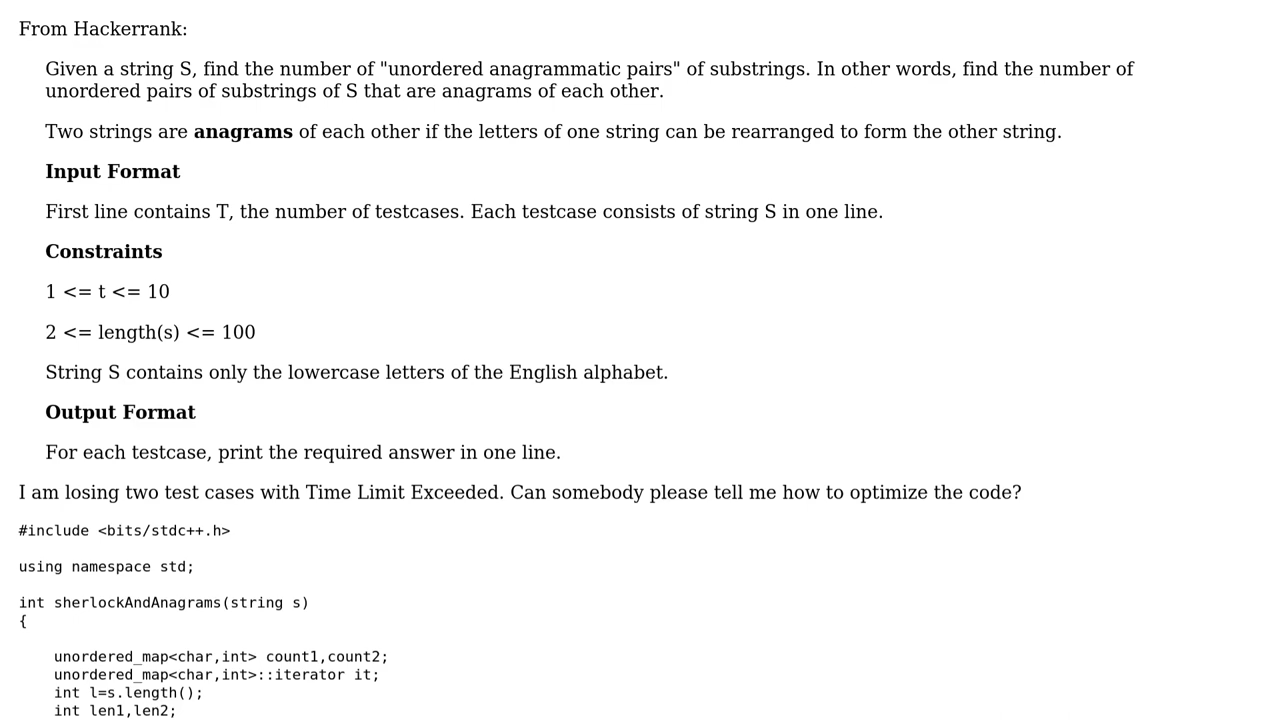 From Hackerrank:
Given a string S, find the number of "unordered anagrammatic pairs" of substrings. In other words, find the number of
unordered pairs of substrings of S that are anagrams of each other.
Two strings are anagrams of each other if the letters of one string can be rearranged to form the other string.
Input Format
First line contains T, the number of testcases. Each testcase consists of string S in one line.
Constraints
1 <= t <= 10
2 <= length(s) <= 100
String S contains only the lowercase letters of the English alphabet.
Output Format
For each testcase, print the required answer in one line.
I am losing two test cases with Time Limit Exceeded. Can somebody please tell me how to optimize the code?
#include <bits/stdc++.h>
using namespace std;
int sherlockAndAnagrams(string s)
{
unordered_map<char,int> count1,count2;
unordered_map<char,int>::iterator it;
int l=s.length();
int len1,len2;